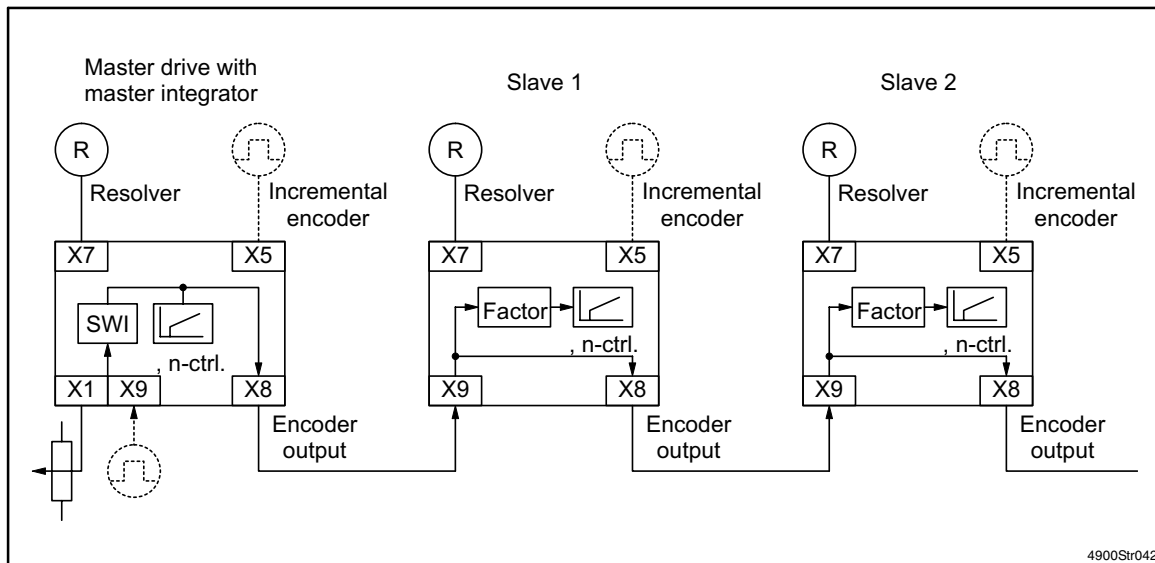 Master drive with
master integrator
Slave 1
Slave 2
R
R
R
Resolver
Incremental
encoder
Resolver
Incremental
encoder
Resolver
Incremental
encoder
X7
X5
X7
X5
X7
X5
SWI
Factor
Factor
, n-ctrl.
, n-ctrl.
, n-ctrl.
X1
X9
X8
X9
X8
X9
X8
Encoder
output
Encoder
output
Encoder
output
4900Str042